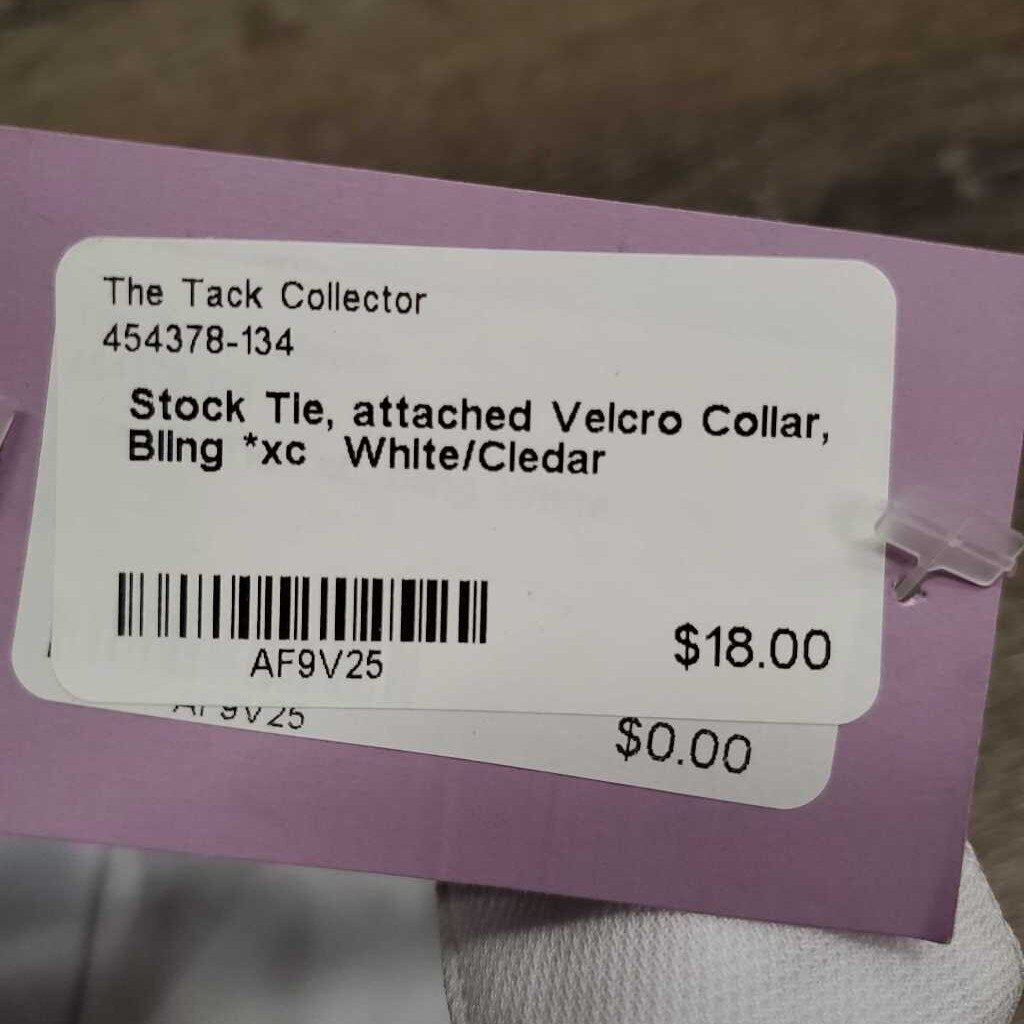 The Tack Collector
454378-134
Stock Tie, attached Velcro Collar,
Bling *xc White/Cledar
AF9V25
$18.00
AF9V25
$0.00